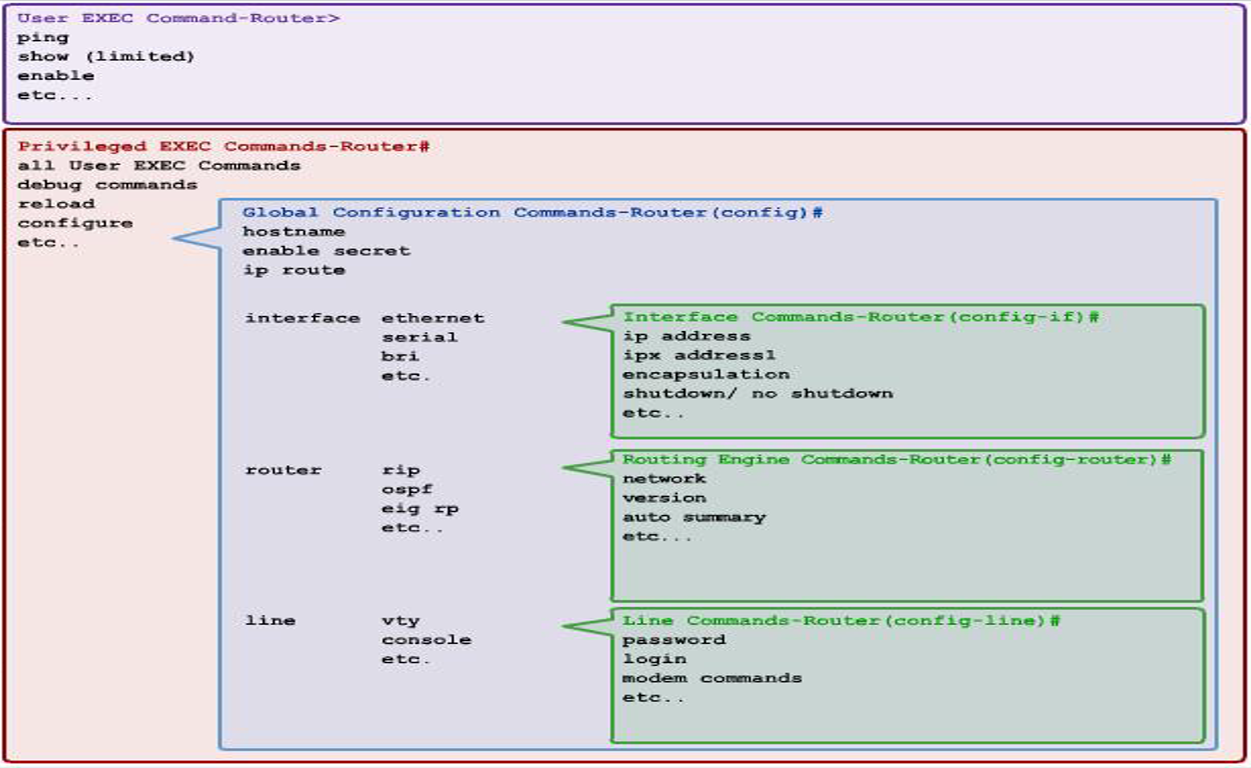 User EXEC Command-Router>
ping
show (limited)
enable
etc...
Privileged EXEC Commands-Router#
all User EXEC Commands
debug commands
reload
configure
etc..
Global Configuration Commands-Router(config)#
hostname
enable secret
ip route
interface ethernet
serial
bri
etc.
Interface Commands-Router(config-if)#
ip address
ipx address1
encapsulation
shutdown/ no shutdown
etc..
router rip
ospf
eig rp
etc..
Routing Engine Commands-Router(config-router)#
network
version
auto summary
etc...
line vty
console
etc.
Line Commands-Router(config-line)#
password
login
modem commands
etc..